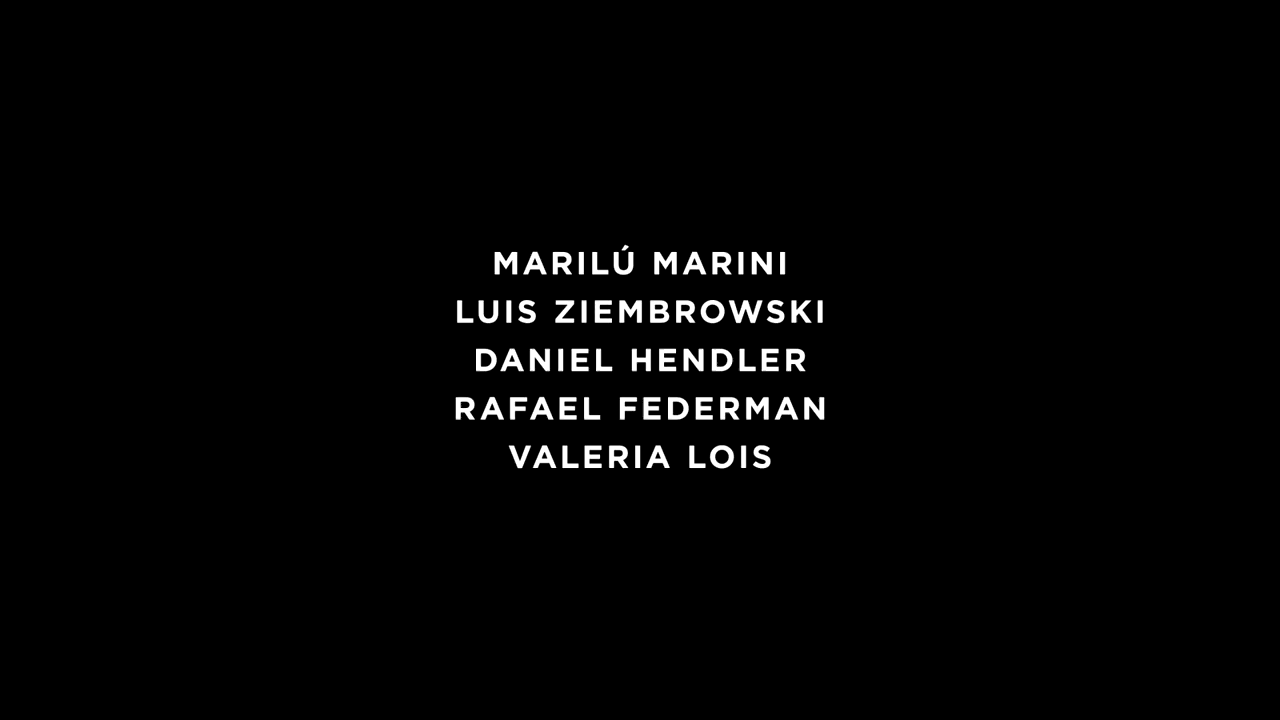 MARILÚ MARINI
LUIS ZIEMBROWSKI
DANIEL HENDLER
RAFAEL FEDERMAN
VALERIA LOIS